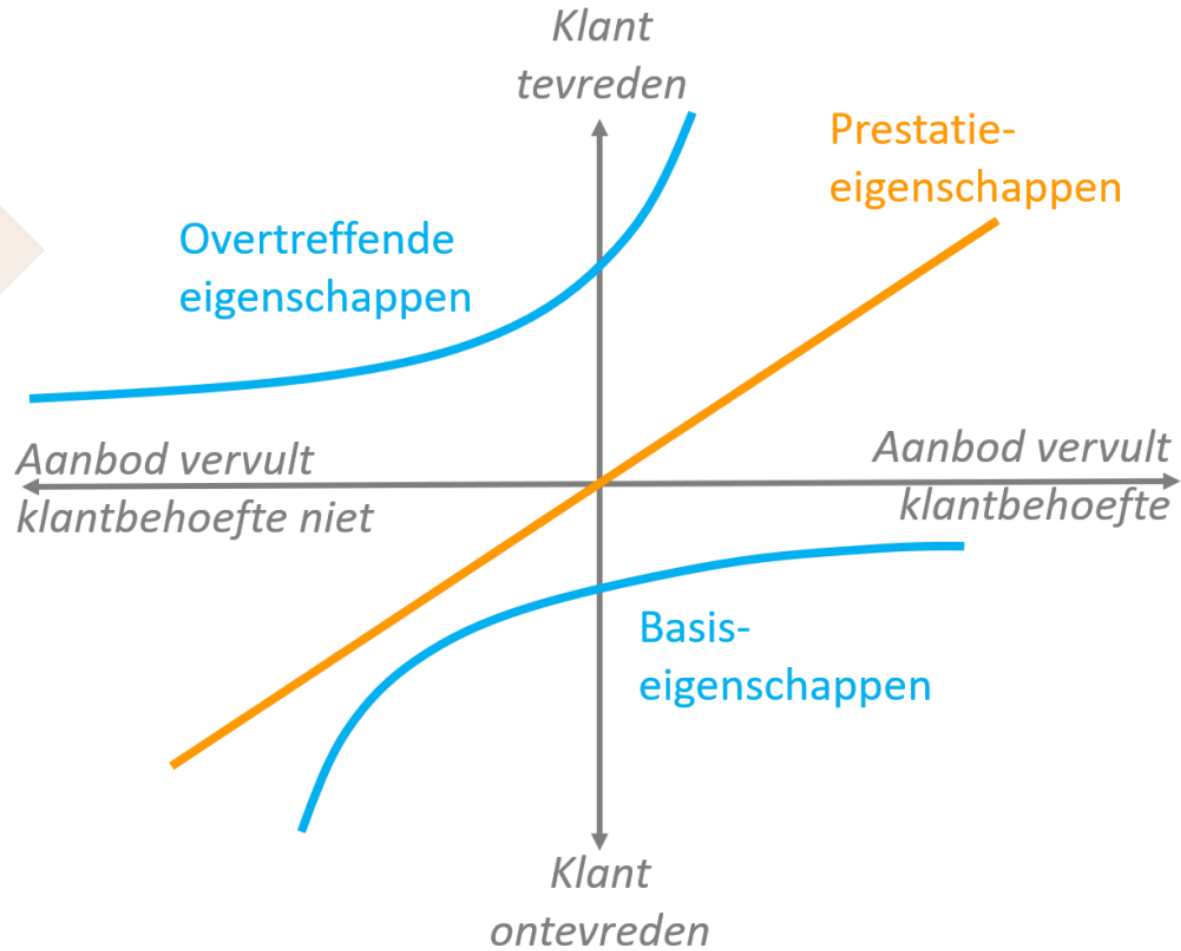 Klant
tevreden
Prestatie-
eigenschappen
Overtreffende
eigenschappen
Aanbod vervult
klantbehoefte niet
Aanbod vervult
klantbehoefte
Basis-
eigenschappen
Klant
ontevreden